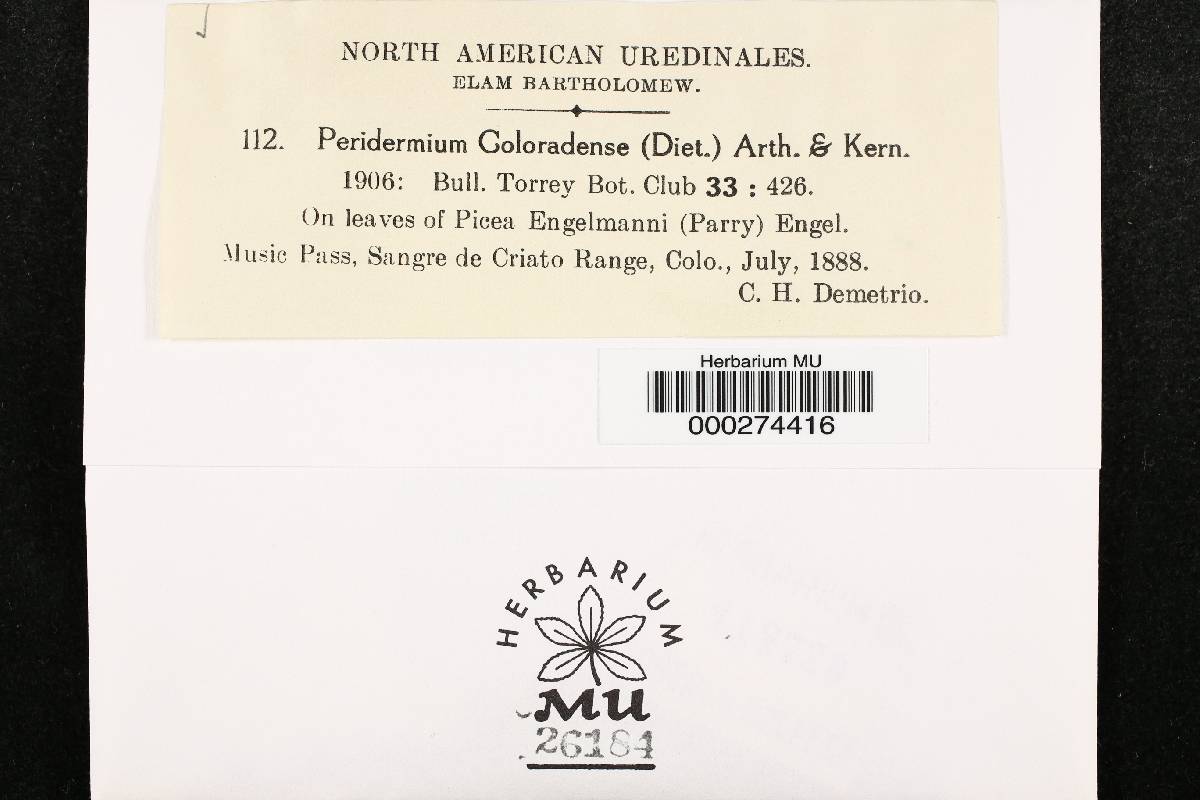 NORTH AMERICAN UREDINALES.
ELAM BARTHOLOMEW.
112. Peridermium Coloradense (Diet.) Arth. & Kern.
1906: Bull. Torrey Bot. Club 33 : 426.
On leaves of Picea Engelmanni (Parry) Engel.
Music Pass, Sangre de Criato Range, Colo., July, 1888.
C. H. Demetrio.
Herbarium MU
000274416
HERBARIUM
MU
26184